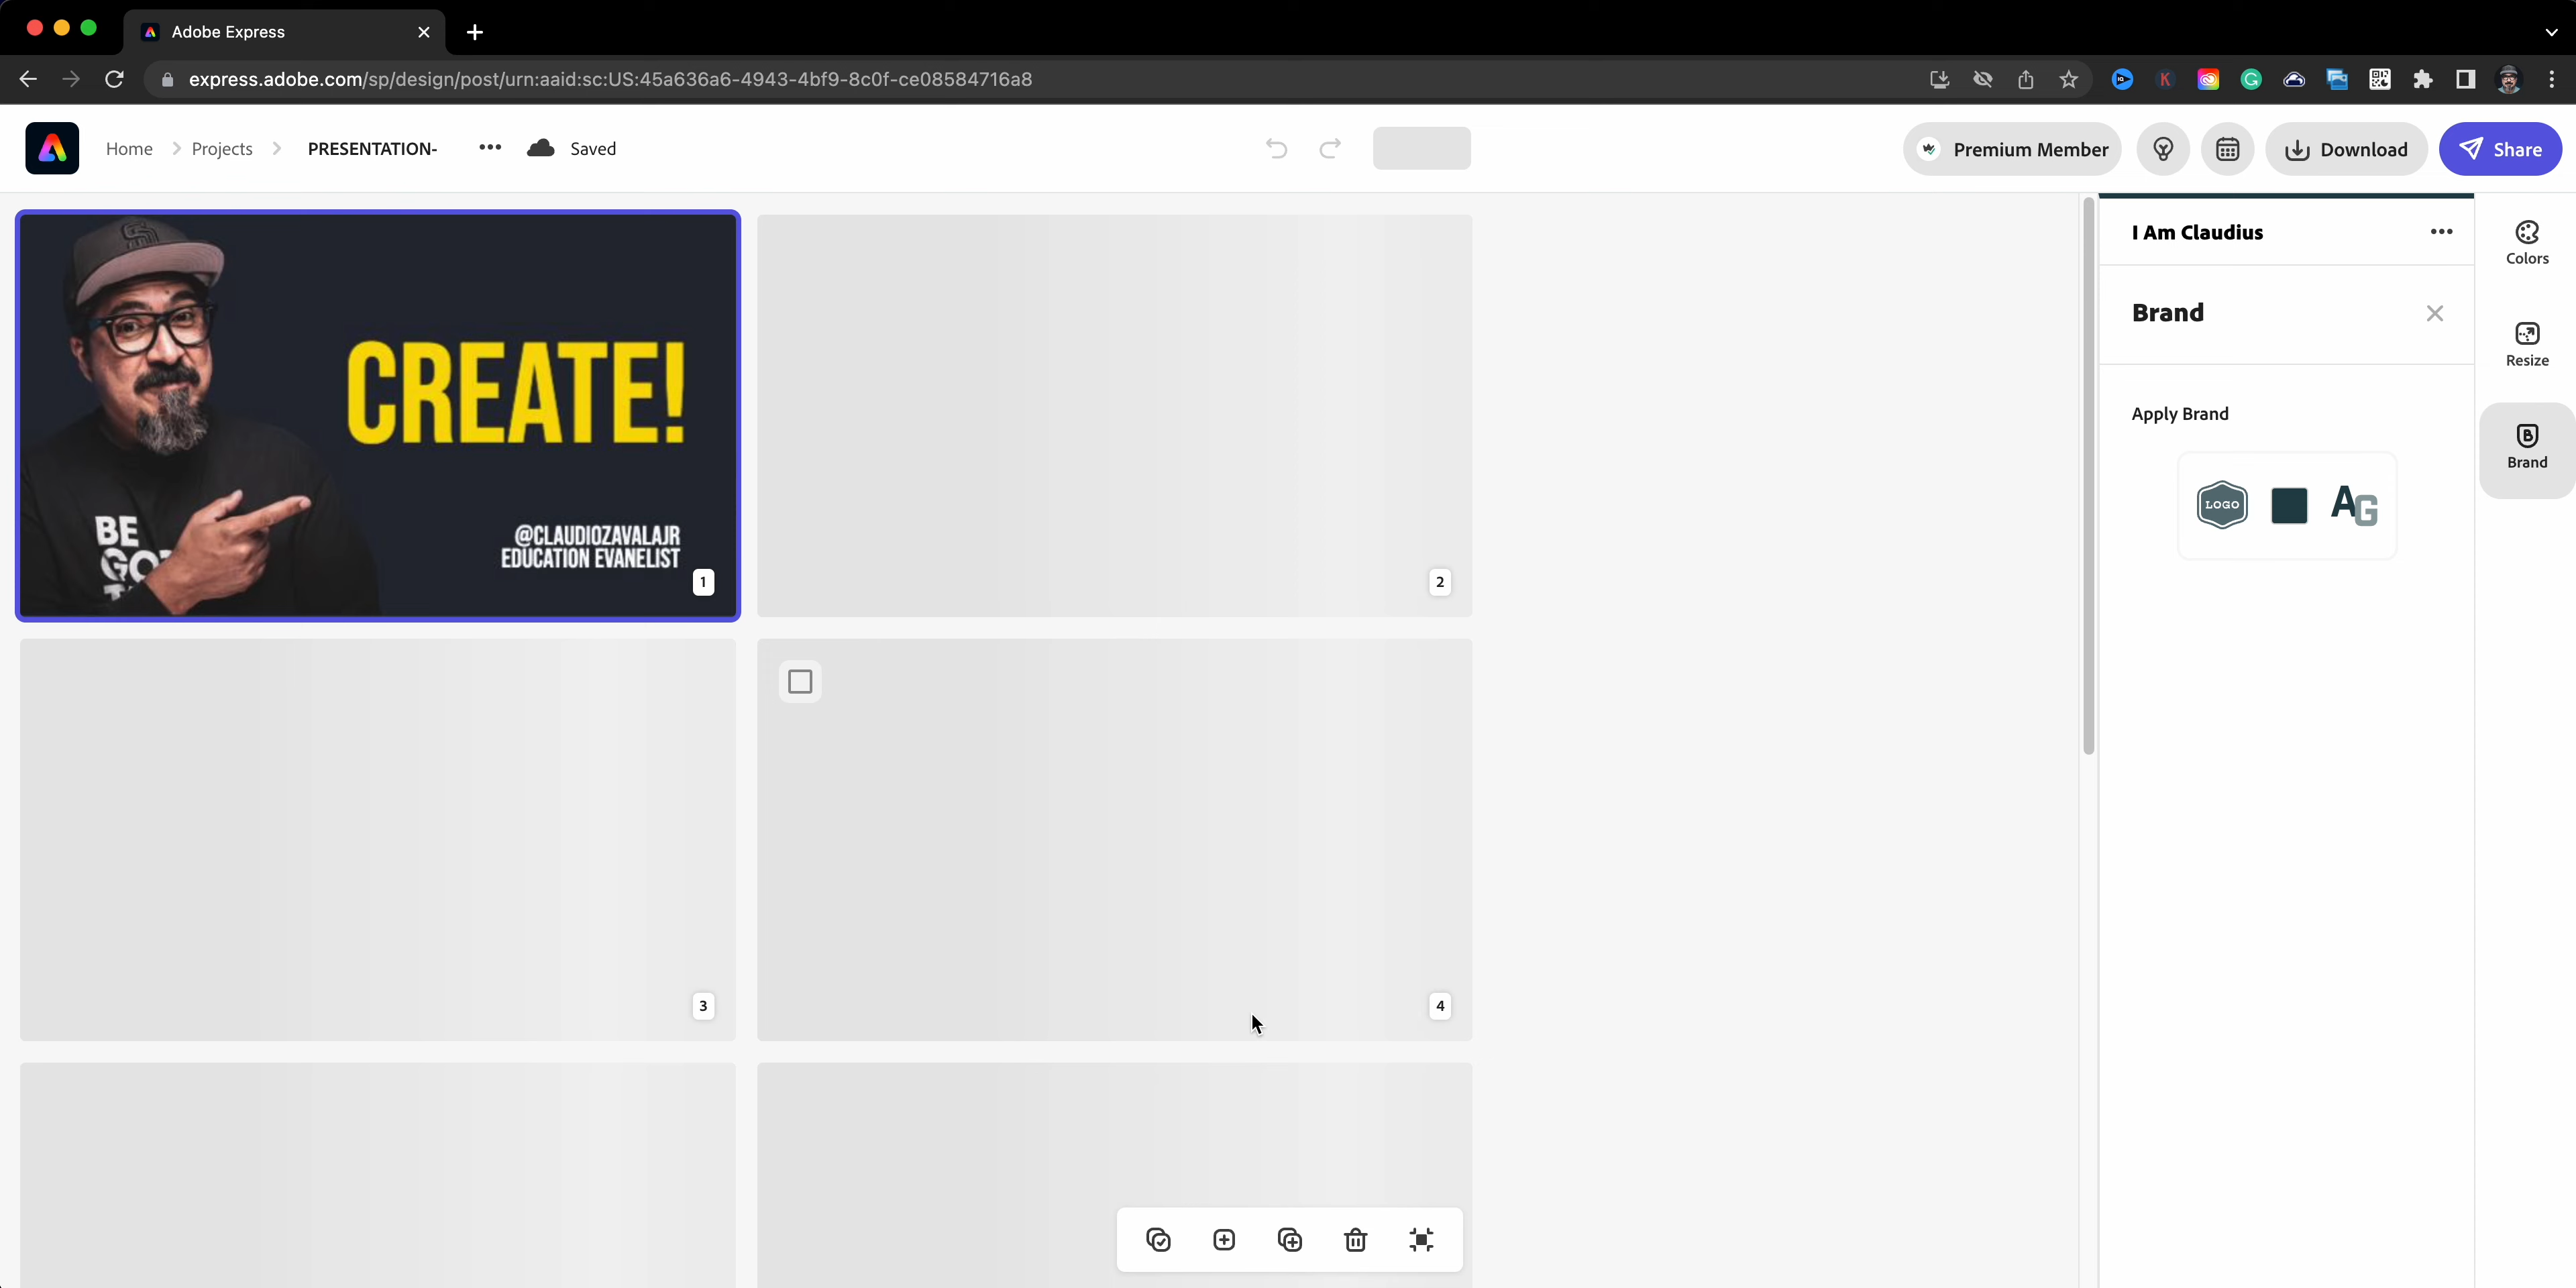 Adobe Express
express.adobe.com/sp/design/post/urn:aaid:sc:US:45a636a6-4943-4bf9-8c0f-ce08584716a8
Home
Projects
PRESENTATION-
Saved
Premium Member
Download
Share
CREATE!
@CLAUDIOZAVALAJR
EDUCATION EVANELIST
BE
1
2
3
4
I Am Claudius
Brand
Apply Brand
LOGO
AG
Colors
Resize
Brand